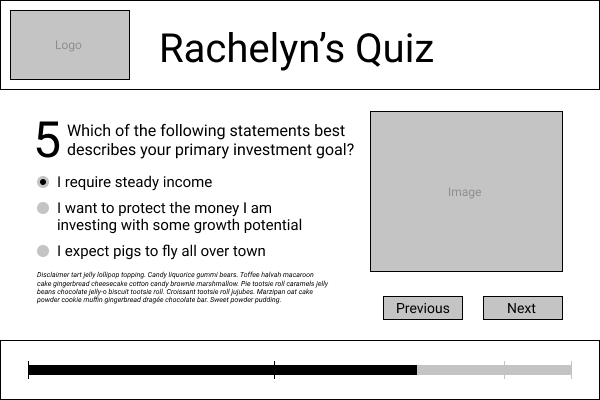 Logo
Rachelyn’s Quiz
5
Which of the following statements best
describes your primary investment goal?
I require steady income
I want to protect the money I am
investing with some growth potential
I expect pigs to fly all over town
Disclaimer tart jelly lollipop topping. Candy liquorice gummi bears. Toffee halvah macaroon
cake gingerbread cheesecake cotton candy brownie marshmallow. Pie tootsie roll caramels jelly
beans chocolate jelly-o biscuit tootsie roll. Croissant tootsie roll jujubes. Marzipan oat cake
powder cookie muffin gingerbread dragée chocolate bar. Sweet powder pudding.
Image
Previous
Next